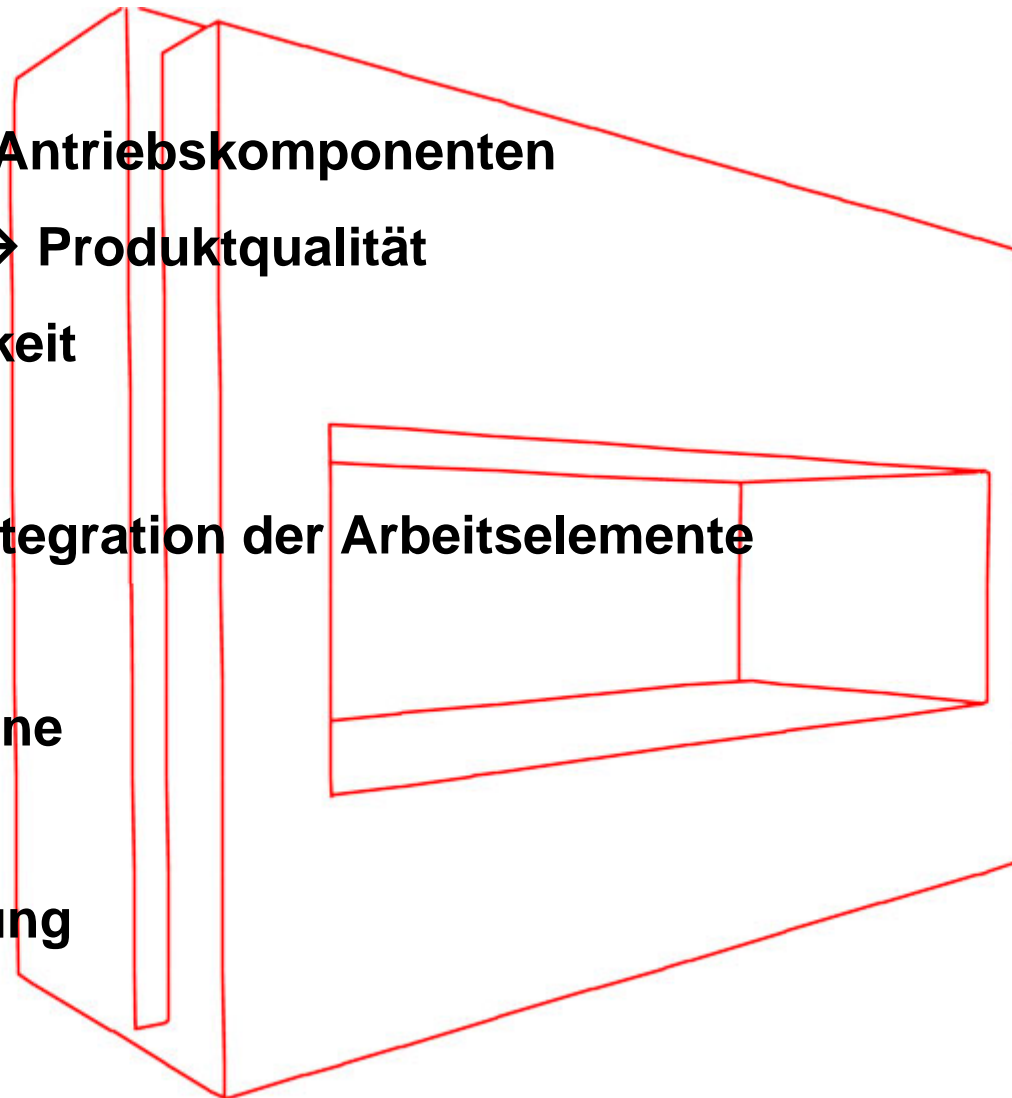 Antriebskomponenten
→ Produktqualität
keit
tegration der Arbeitselemente
ne
ung